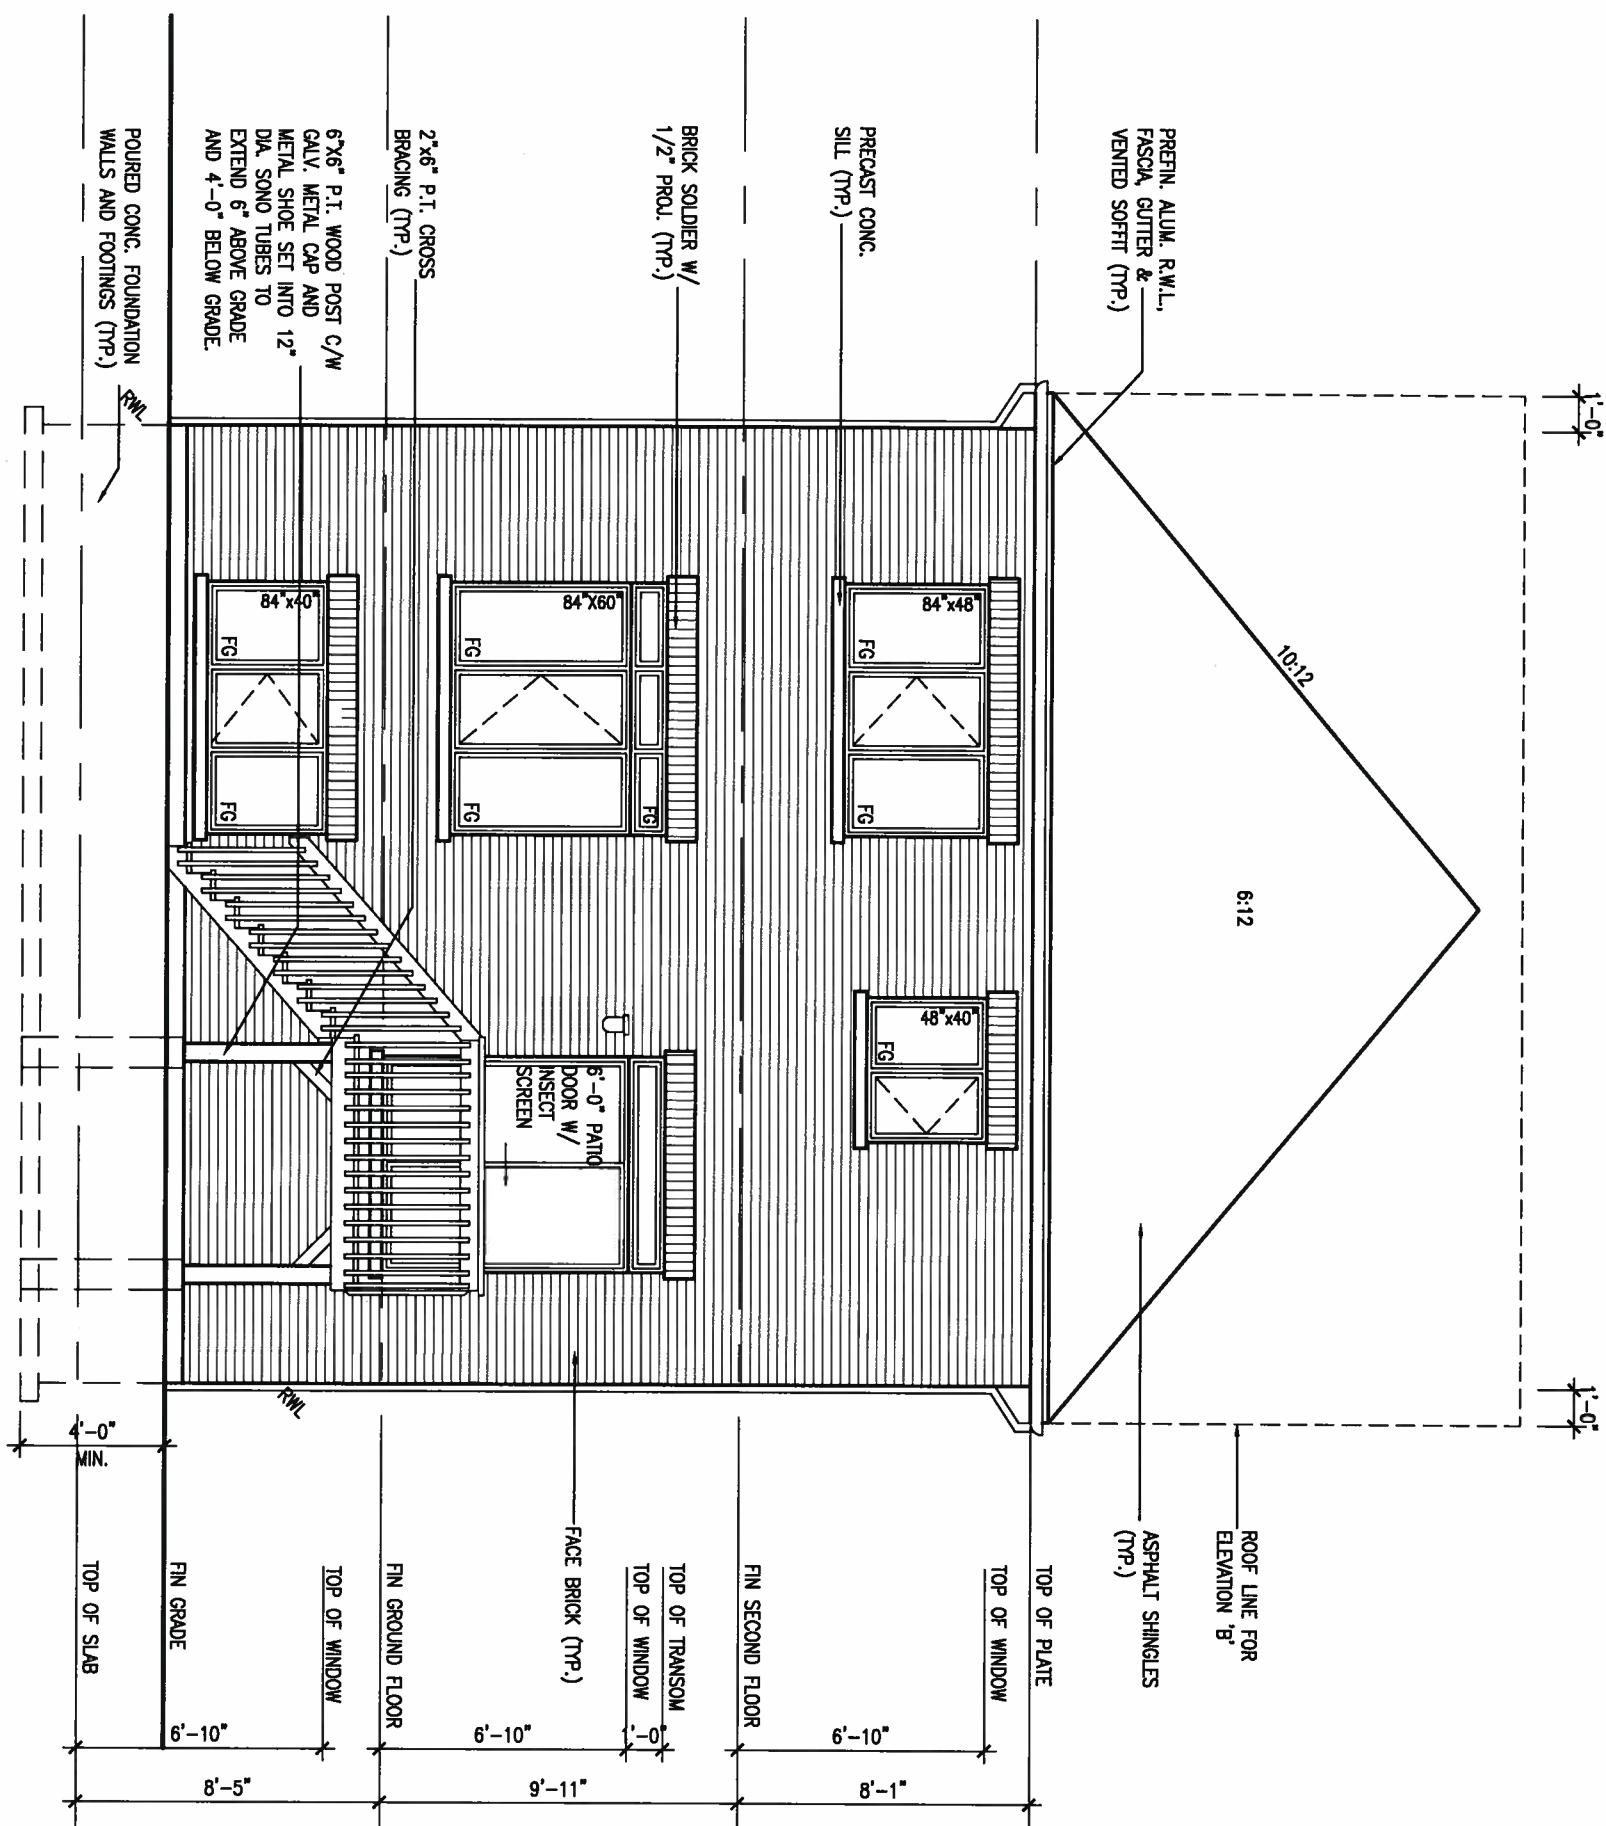 1'-0"
1'-0"
10:12
6:12
PREFIN. ALUM. R.W.L.,
FASCIA, GUTTER &
VENTED SOFFIT (TYP.)
PRECAST CONC.
SILL (TYP.)
BRICK SOLDIER W/
1/2" PROJ. (TYP.)
2"x6" P.T. CROSS
BRACING (TYP.)
6"X6" P.T. WOOD POST C/W
GALV. METAL CAP AND
METAL SHOE SET INTO 12"
DIA. SONO TUBES TO
EXTEND 6" ABOVE GRADE
AND 4'-0" BELOW GRADE.
POURED CONC. FOUNDATION
WALLS AND FOOTINGS (TYP.)
RWL
84"x48"
FG
FG
48"x40"
FG
84"X60"
FG
FG
FG
6'-0" PATIO
DOOR W/
INSECT
SCREEN
84"x40"
FG
FG
RWL
4'-0"
MIN.
ROOF LINE FOR
ELEVATION 'B'
ASPHALT SHINGLES
(TYP.)
TOP OF PLATE
TOP OF WINDOW
FIN SECOND FLOOR
TOP OF TRANSOM
TOP OF WINDOW
FACE BRICK (TYP.)
FIN GROUND FLOOR
TOP OF WINDOW
FIN GRADE
TOP OF SLAB
6'-10"
1'-0"
6'-10"
6'-10"
8'-1"
9'-11"
8'-5"